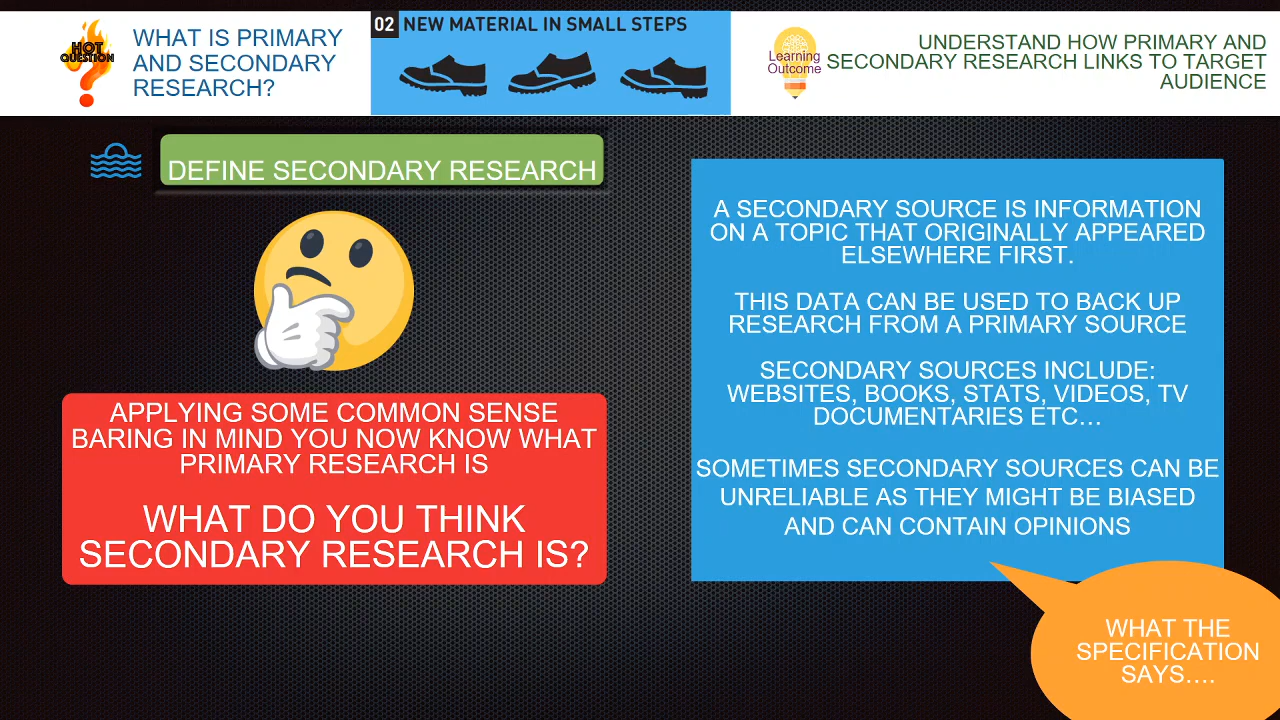 HOT
QUESTION
WHAT IS PRIMARY
AND SECONDARY
RESEARCH?
02 NEW MATERIAL IN SMALL STEPS
Learning
Outcome
UNDERSTAND HOW PRIMARY AND
SECONDARY RESEARCH LINKS TO TARGET
AUDIENCE
DEFINE SECONDARY RESEARCH
APPLYING SOME COMMON SENSE
BARING IN MIND YOU NOW KNOW WHAT
PRIMARY RESEARCH IS
WHAT DO YOU THINK
SECONDARY RESEARCH IS?
A SECONDARY SOURCE IS INFORMATION
ON A TOPIC THAT ORIGINALLY APPEARED
ELSEWHERE FIRST.
THIS DATA CAN BE USED TO BACK UP
RESEARCH FROM A PRIMARY SOURCE
SECONDARY SOURCES INCLUDE:
WEBSITES, BOOKS, STATS, VIDEOS, TV
DOCUMENTARIES ETC…
SOMETIMES SECONDARY SOURCES CAN BE
UNRELIABLE AS THEY MIGHT BE BIASED
AND CAN CONTAIN OPINIONS
WHAT THE
SPECIFICATION
SAYS….